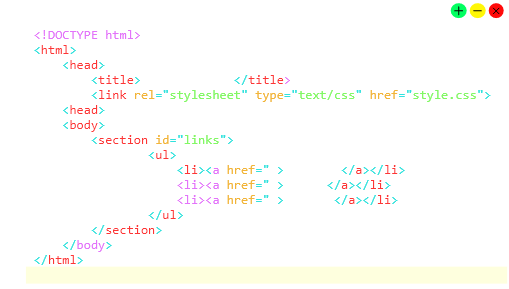 <!DOCTYPE html>
<html>
<head>
<title> </title>
<link rel="stylesheet" type="text/css" href="style.css">
<head>
<body>
<section id="links">
<ul>
<li><a href=" > </a></li>
<li><a href=" > </a></li>
<li><a href=" > </a></li>
</ul>
</section>
</body>
</html>